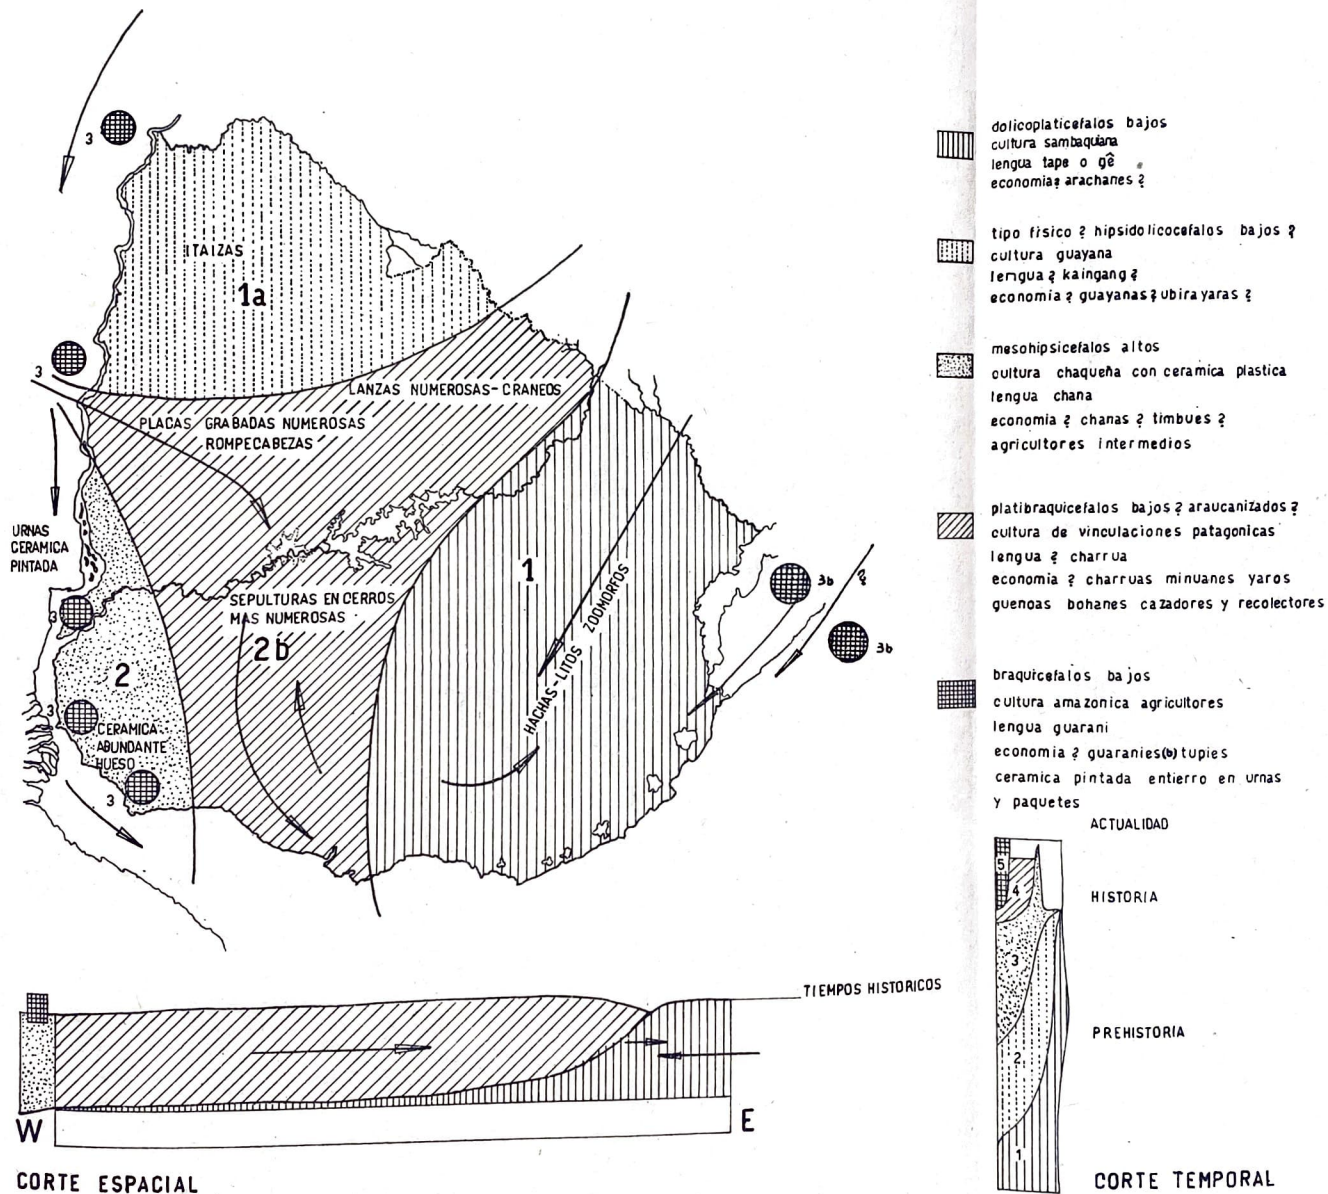 3
ITAIZAS
1a
3
LANZAS NUMEROSAS-CRANEOS
PLACAS GRABADAS NUMEROSAS
ROMPECABEZAS
URNAS
CERAMICA
PINTADA
1
HACHAS-LITOS ZOOMORFOS
3b
?
3b
3
SEPULTURAS EN CERROS
MAS NUMEROSAS
2b
2
3
CERAMICA
ABUNDANTE
HUESO
3
dolicoplaticefalos bajos
cultura sambaquiana
lengua tape o gê
economia? arachanes ?
tipo fisico ? hipsidolicocefalos bajos ?
cultura guayana
lengua ? kaingang ?
economia ? guayanas ? ubirayaras ?
mesohipsicefalos altos
cultura chaqueña con ceramica plastica
lengua chana
economia ? chanas ? timbues ?
agricultores intermedios
platibraquicefalos bajos ? araucanizados ?
cultura de vinculaciones patagonicas
lengua ? charrua
economia ? charruas minuanes yaros
guenoas bohanes cazadores y recolectores
braquicefalos bajos
cultura amazonica agricultores
lengua guarani
economia ? guaranies(b) tupies
ceramica pintada entierro en urnas
y paquetes
TIEMPOS HISTORICOS
W
E
CORTE ESPACIAL
ACTUALIDAD
5
4
HISTORIA
3
PREHISTORIA
2
1
CORTE TEMPORAL